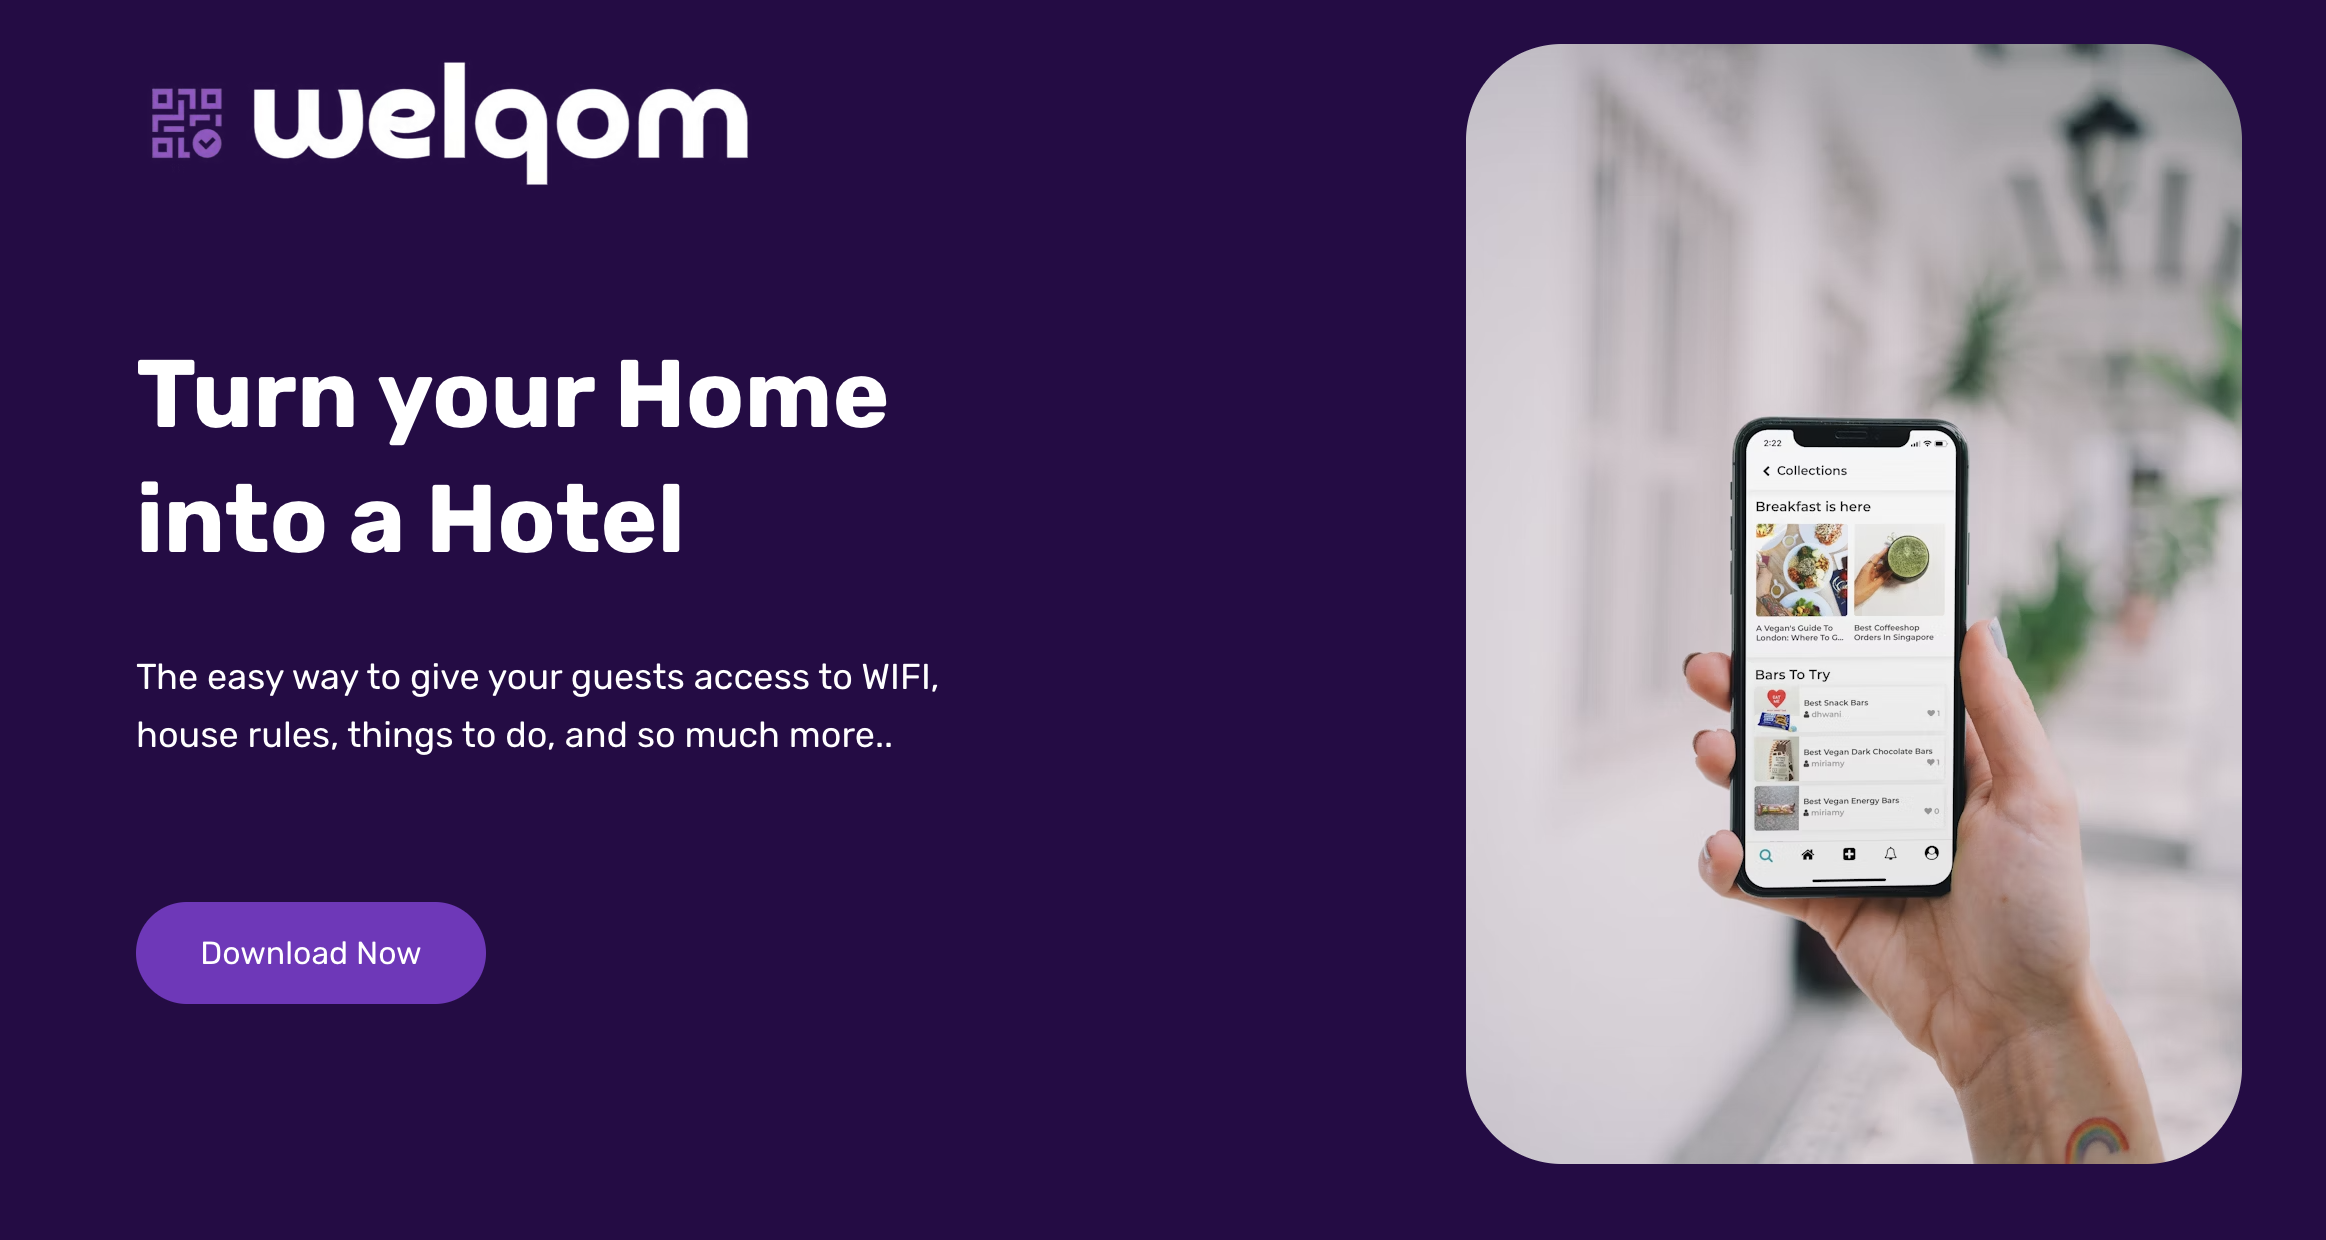 welqom
Turn your Home
into a Hotel
The easy way to give your guests access to WIFI,
house rules, things to do, and so much more..
Download Now
2:22
Collections
Breakfast is here
A Vegan's Guide To
London: Where To G...
Best Coffeeshop
Orders In Singapore
Bars To Try
Best Snack Bars
dhwani
1
Best Vegan Dark Chocolate Bars
miriamy
1
Best Vegan Energy Bars
miriamy
0